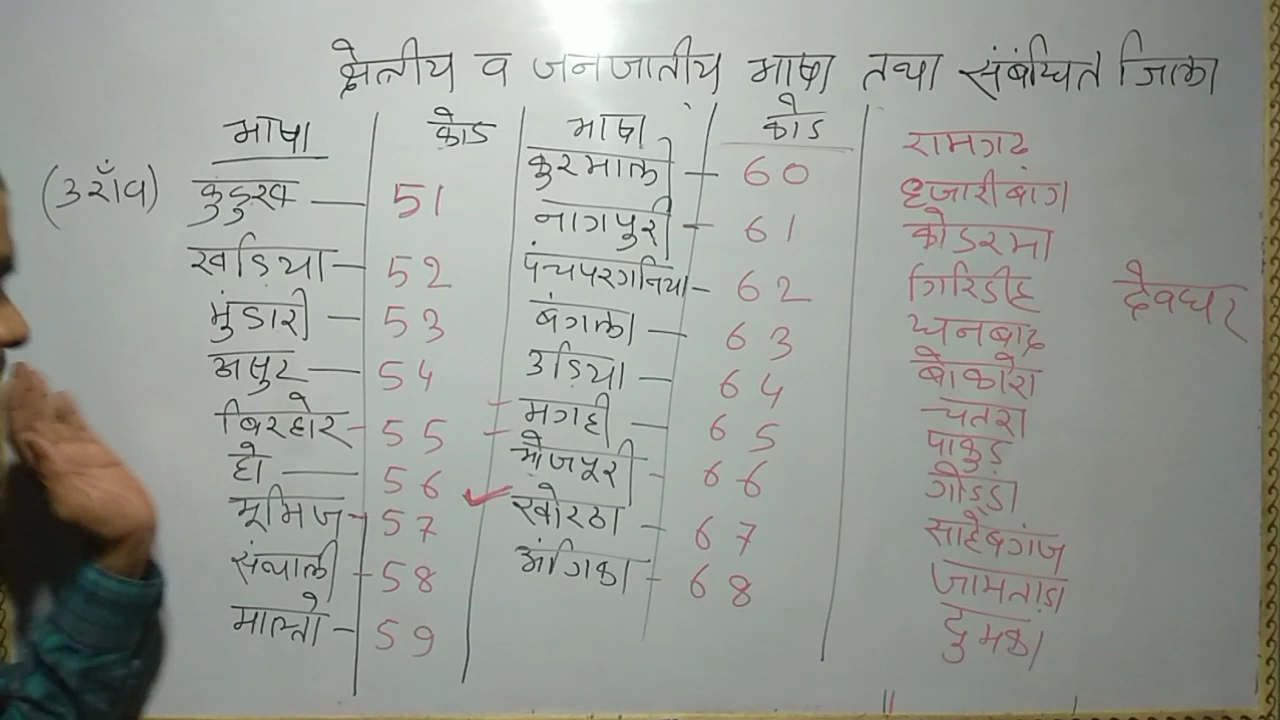 क्षेत्रीय व जनजातीय भाषा तथा संबंधित जिला
भाषा कोड भाषा कोड
(उराँव) कुडुख — 51
खड़िया — 52
मुंडारी — 53
असुर — 54
बिरहोर - 55
हो — 56
भूमिज - 57
संथाली - 58
माल्तो - 59
कुरमाली - 60
नागपुरी - 61
पंचपरगनिया - 62
बंगला - 63
उड़िया - 64
मगही - 65
भोजपूरी - 66
✓ खोरठा - 67
अंगिका - 68
रामगढ़
हजारीबाग
कोडरमा
गिरिडीह
धनबाद
बोकारो
चतरा
पाकुड़
गोड्डा
साहेबगंज
जामताड़ा
दुमका
देवघर